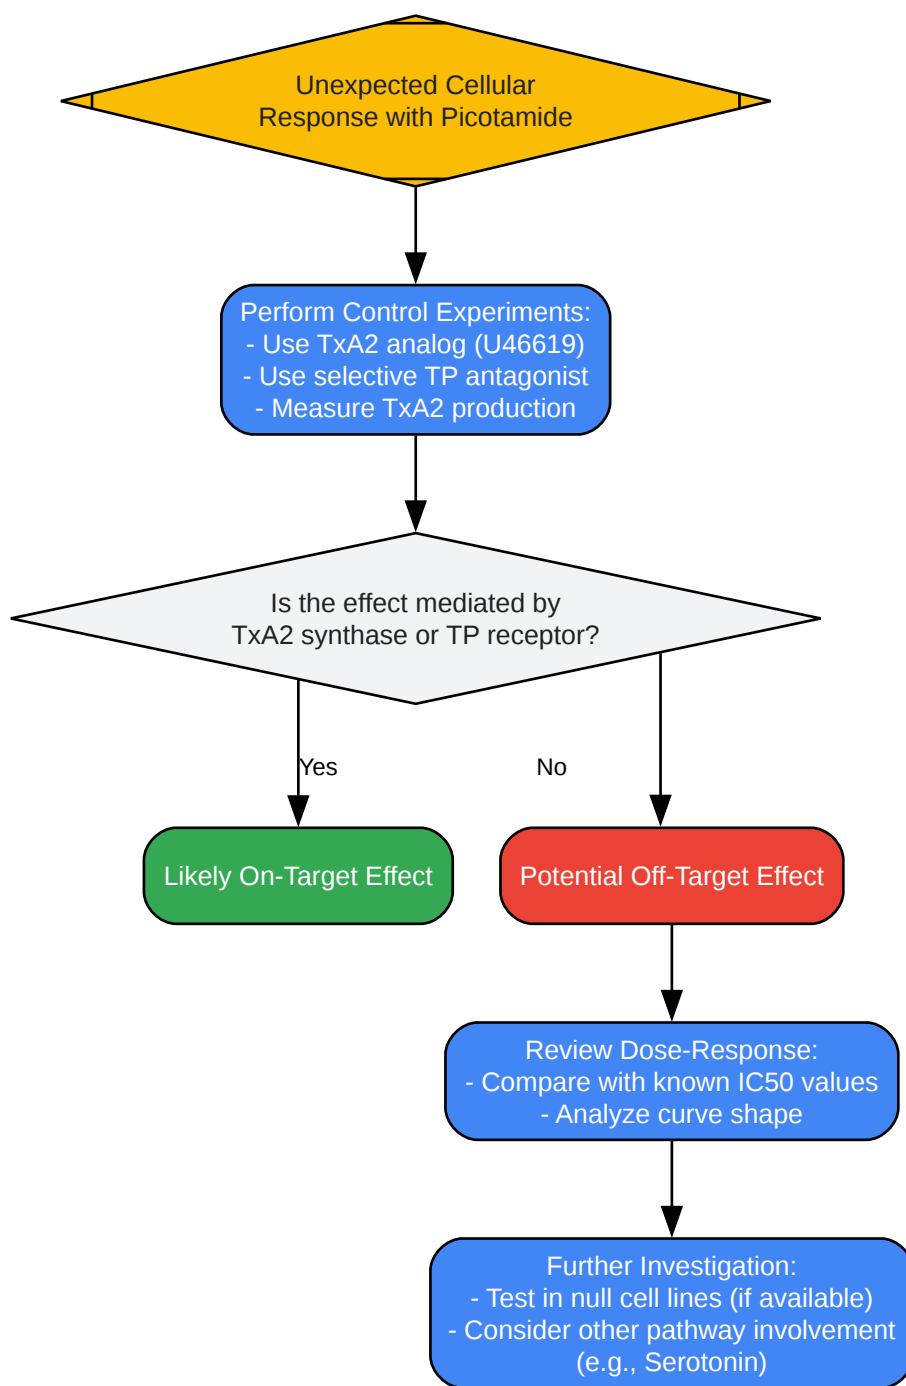 Unexpected Cellular
Response with Picotamide
Perform Control Experiments:
- Use TxA2 analog (U46619)
- Use selective TP antagonist
- Measure TxA2 production
Is the effect mediated by
TxA2 synthase or TP receptor?
Yes
No
Likely On-Target Effect
Potential Off-Target Effect
Review Dose-Response:
- Compare with known IC50 values
- Analyze curve shape
Further Investigation:
- Test in null cell lines (if available)
- Consider other pathway involvement
(e.g., Serotonin)